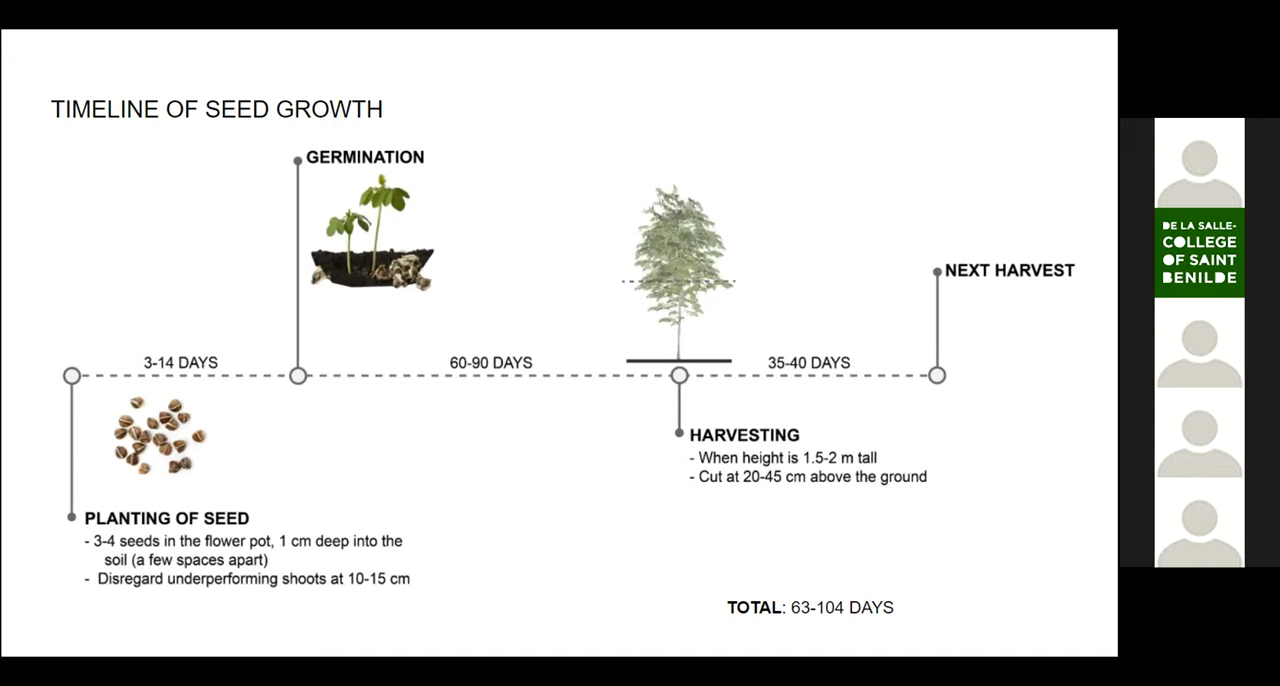 TIMELINE OF SEED GROWTH
GERMINATION
NEXT HARVEST
3-14 DAYS
60-90 DAYS
35-40 DAYS
HARVESTING
- When height is 1.5-2 m tall
- Cut at 20-45 cm above the ground
PLANTING OF SEED
- 3-4 seeds in the flower pot, 1 cm deep into the
soil (a few spaces apart)
- Disregard underperforming shoots at 10-15 cm
TOTAL: 63-104 DAYS
DE LA SALLE-
COLLEGE
OF SAINT
BENILDE